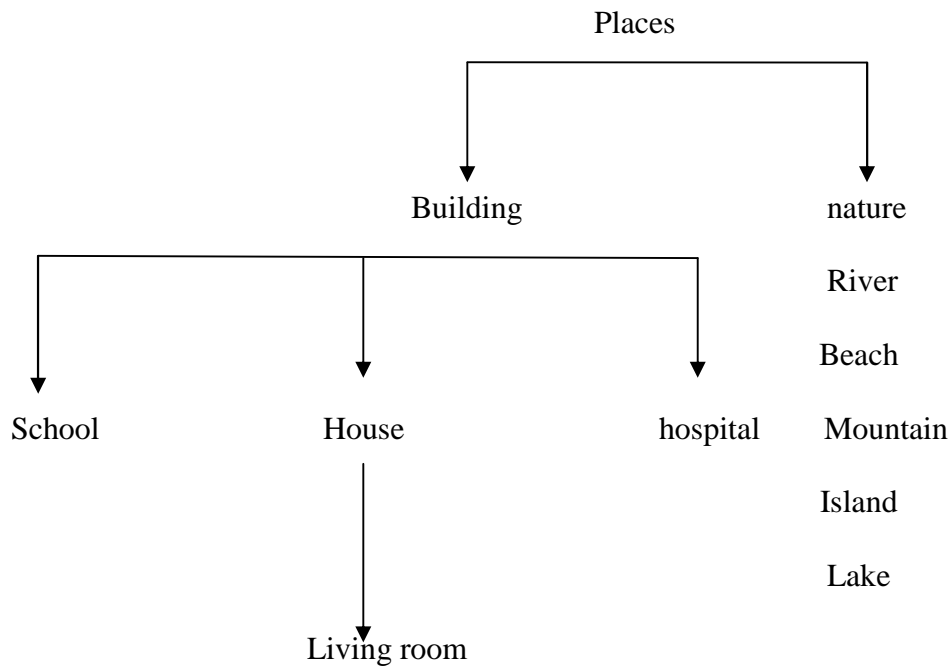 Places
Building nature
River
Beach
School House hospital Mountain
Island
Lake
Living room